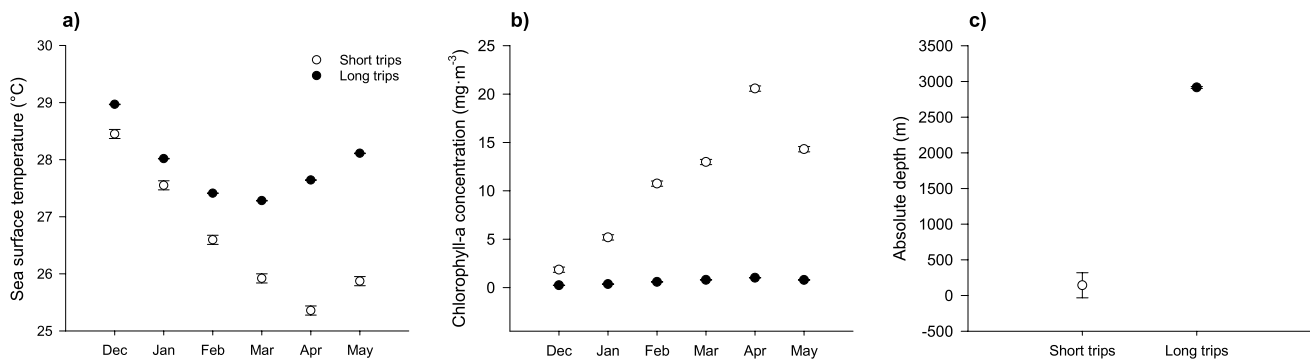 a)
Sea surface temperature (°C)
30
29
28
27
26
25
Short trips
Long trips
Dec Jan Feb Mar Apr May
b)
Chlorophyll-a concentration (mg·m-3)
25
20
15
10
5
0
Dec Jan Feb Mar Apr May
c)
Absolute depth (m)
3500
3000
2500
2000
1500
1000
500
0
-500
Short trips Long trips